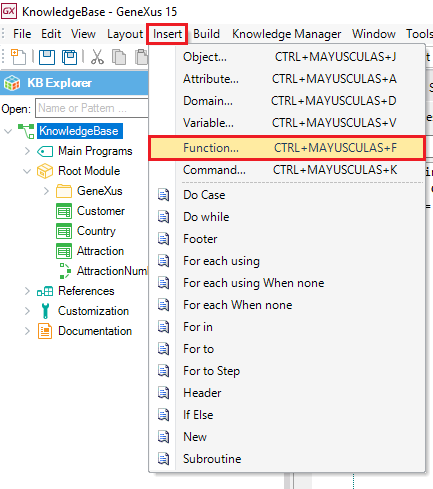 GX KnowledgeBase - GeneXus 15
File Edit View Layout Insert Build Knowledge Manager Window Tools
KB Explorer
Open: Name or Pattern ...
KnowledgeBase
Main Programs
Root Module
GeneXus
Customer
Country
Attraction
AttractionNum
References
Customization
Documentation
Object... CTRL+MAYUSCULAS+J
Attribute... CTRL+MAYUSCULAS+A
Domain... CTRL+MAYUSCULAS+D
Variable... CTRL+MAYUSCULAS+V
Function... CTRL+MAYUSCULAS+F
Command... CTRL+MAYUSCULAS+K
Do Case
Do while
Footer
For each using
For each using When none
For each When none
For in
For to
For to Step
Header
If Else
New
Subroutine